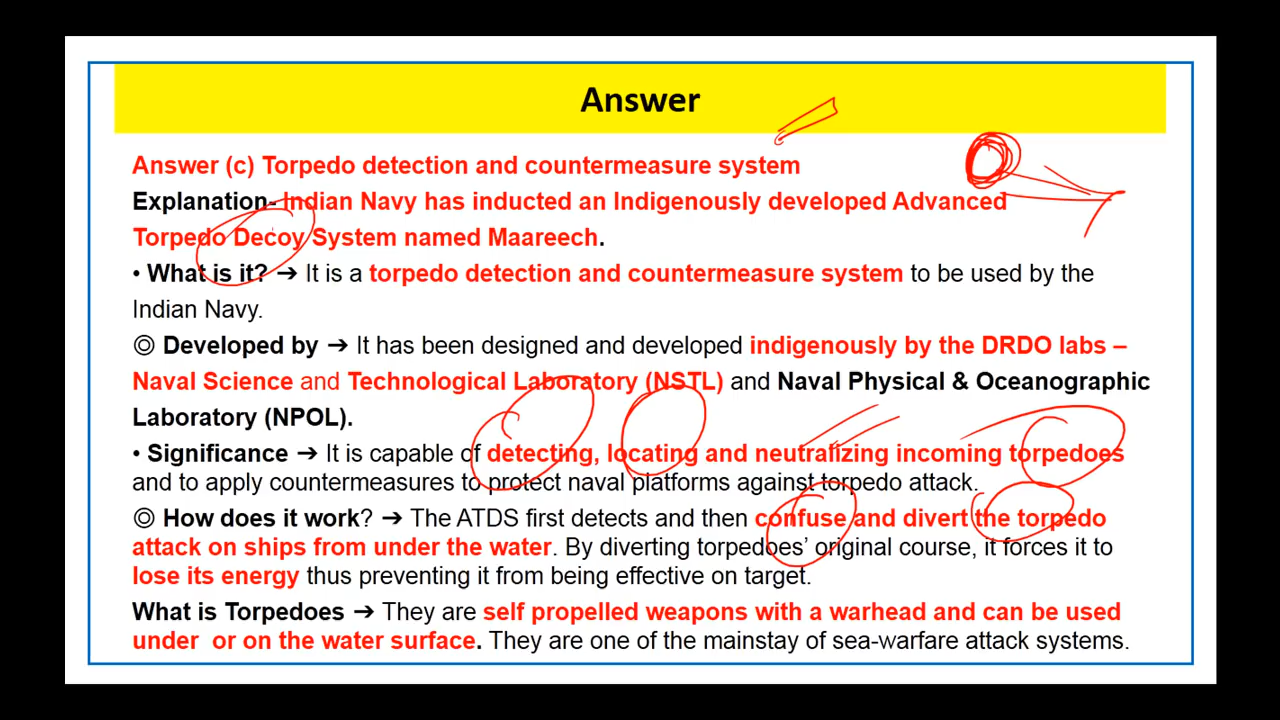 Answer
Answer (c) Torpedo detection and countermeasure system
Explanation- Indian Navy has inducted an Indigenously developed Advanced
Torpedo Decoy System named Maareech.
• What is it? ➔ It is a torpedo detection and countermeasure system to be used by the
Indian Navy.
◎ Developed by ➔ It has been designed and developed indigenously by the DRDO labs –
Naval Science and Technological Laboratory (NSTL) and Naval Physical & Oceanographic
Laboratory (NPOL).
• Significance ➔ It is capable of detecting, locating and neutralizing incoming torpedoes
and to apply countermeasures to protect naval platforms against torpedo attack.
◎ How does it work? ➔ The ATDS first detects and then confuse and divert the torpedo
attack on ships from under the water. By diverting torpedoes’ original course, it forces it to
lose its energy thus preventing it from being effective on target.
What is Torpedoes ➔ They are self propelled weapons with a warhead and can be used
under or on the water surface. They are one of the mainstay of sea-warfare attack systems.